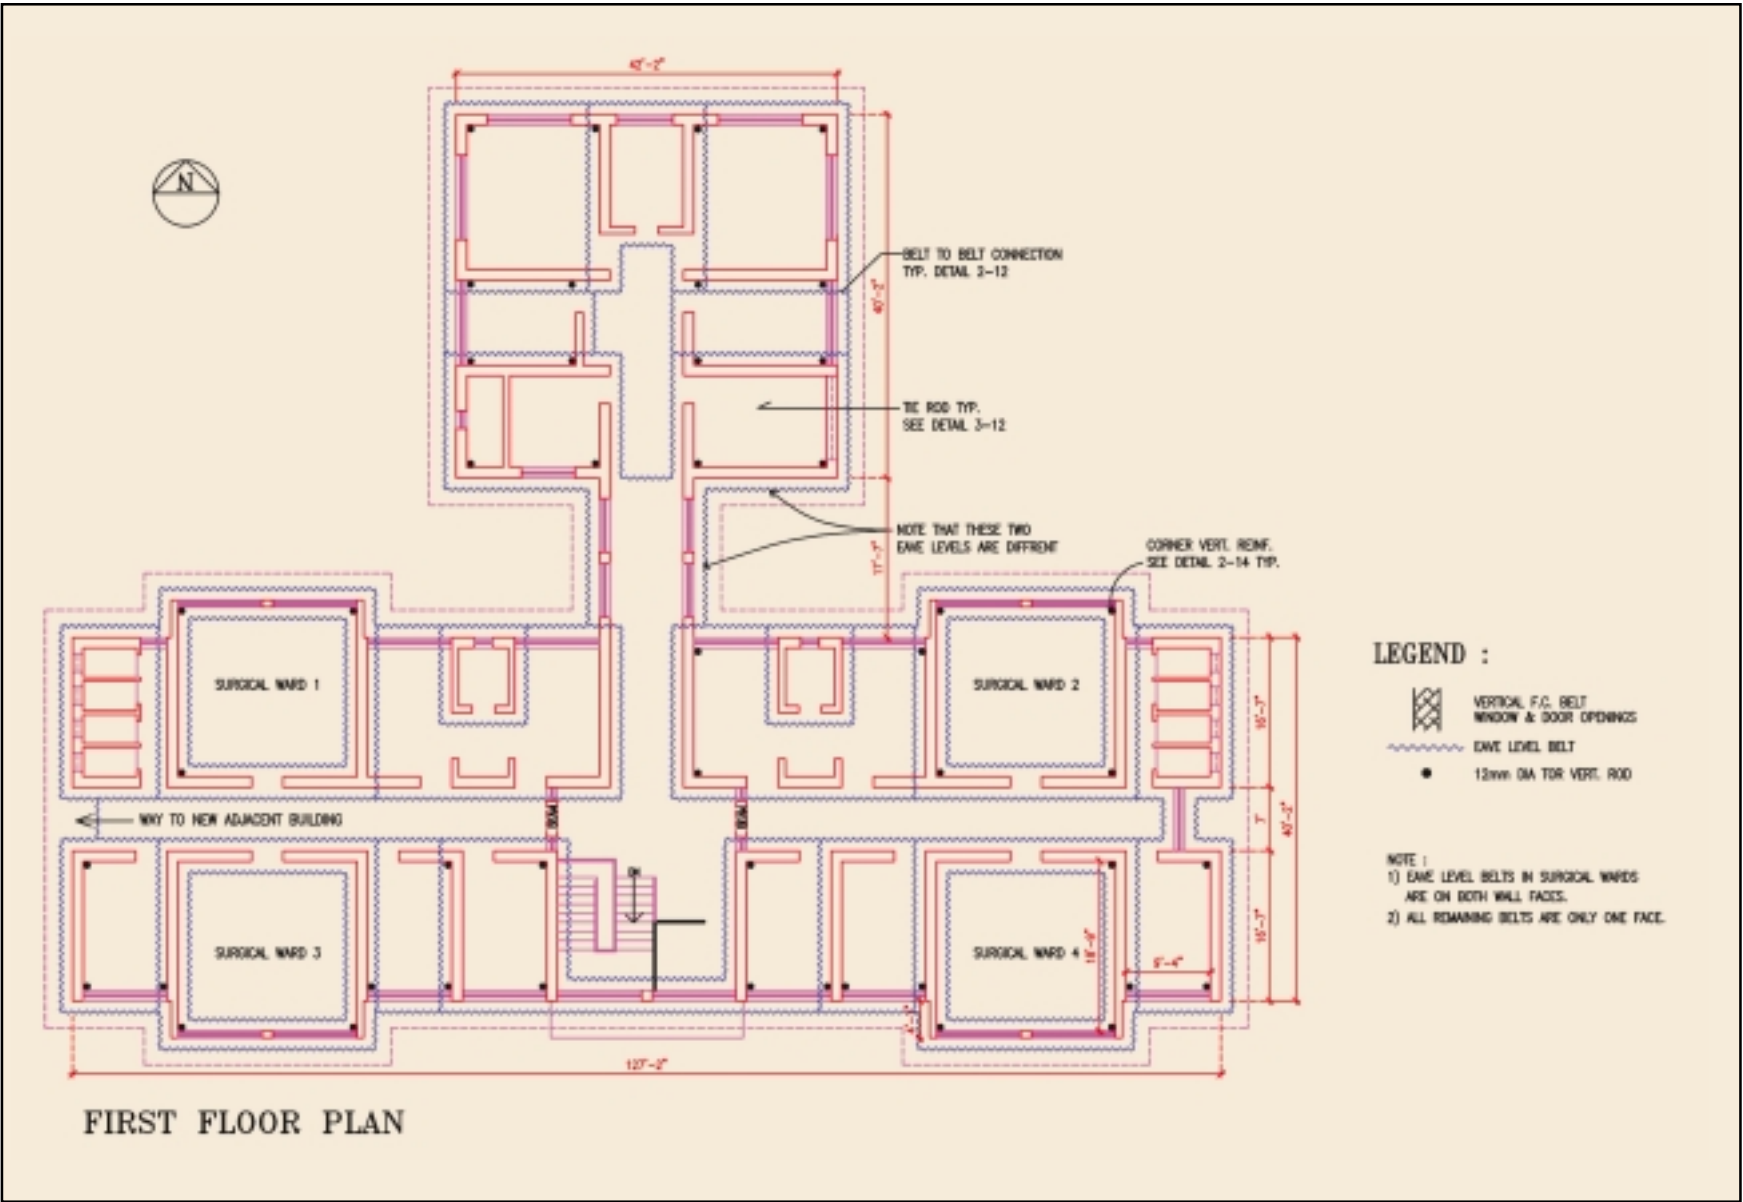 42'-2"
N
BELT TO BELT CONNECTION
TYP. DETAIL 2-12
40'-2"
TIE ROD TYP.
SEE DETAIL 3-12
NOTE THAT THESE TWO
EAVE LEVELS ARE DIFFRENT
17'-7"
CORNER VERT. REINF.
SEE DETAIL 2-14 TYP.
SURGICAL WARD 1
SURGICAL WARD 2
LEGEND :
VERTICAL F.C. BELT
WINDOW & DOOR OPENINGS
EAVE LEVEL BELT
12mm DIA TOR VERT. ROD
16'-7"
WAY TO NEW ADJACENT BUILDING
7'
40'-2"
DN
NOTE :
1) EAVE LEVEL BELTS IN SURGICAL WARDS
ARE ON BOTH WALL FACES.
2) ALL REMAINING BELTS ARE ONLY ONE FACE.
SURGICAL WARD 3
SURGICAL WARD 4
16'-7"
9'-4"
127'-2"
FIRST FLOOR PLAN